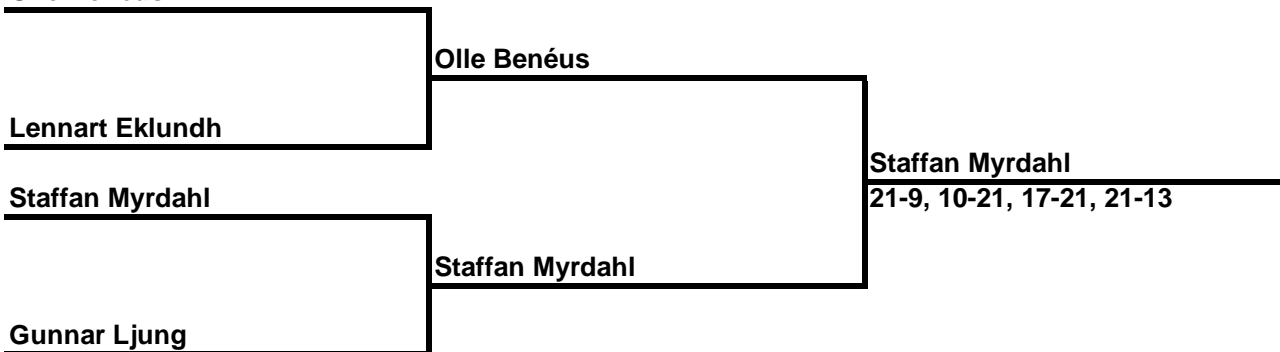 Olle Benéus
Lennart Eklundh
Staffan Myrdahl
21-9, 10-21, 17-21, 21-13
Staffan Myrdahl
Staffan Myrdahl
Gunnar Ljung